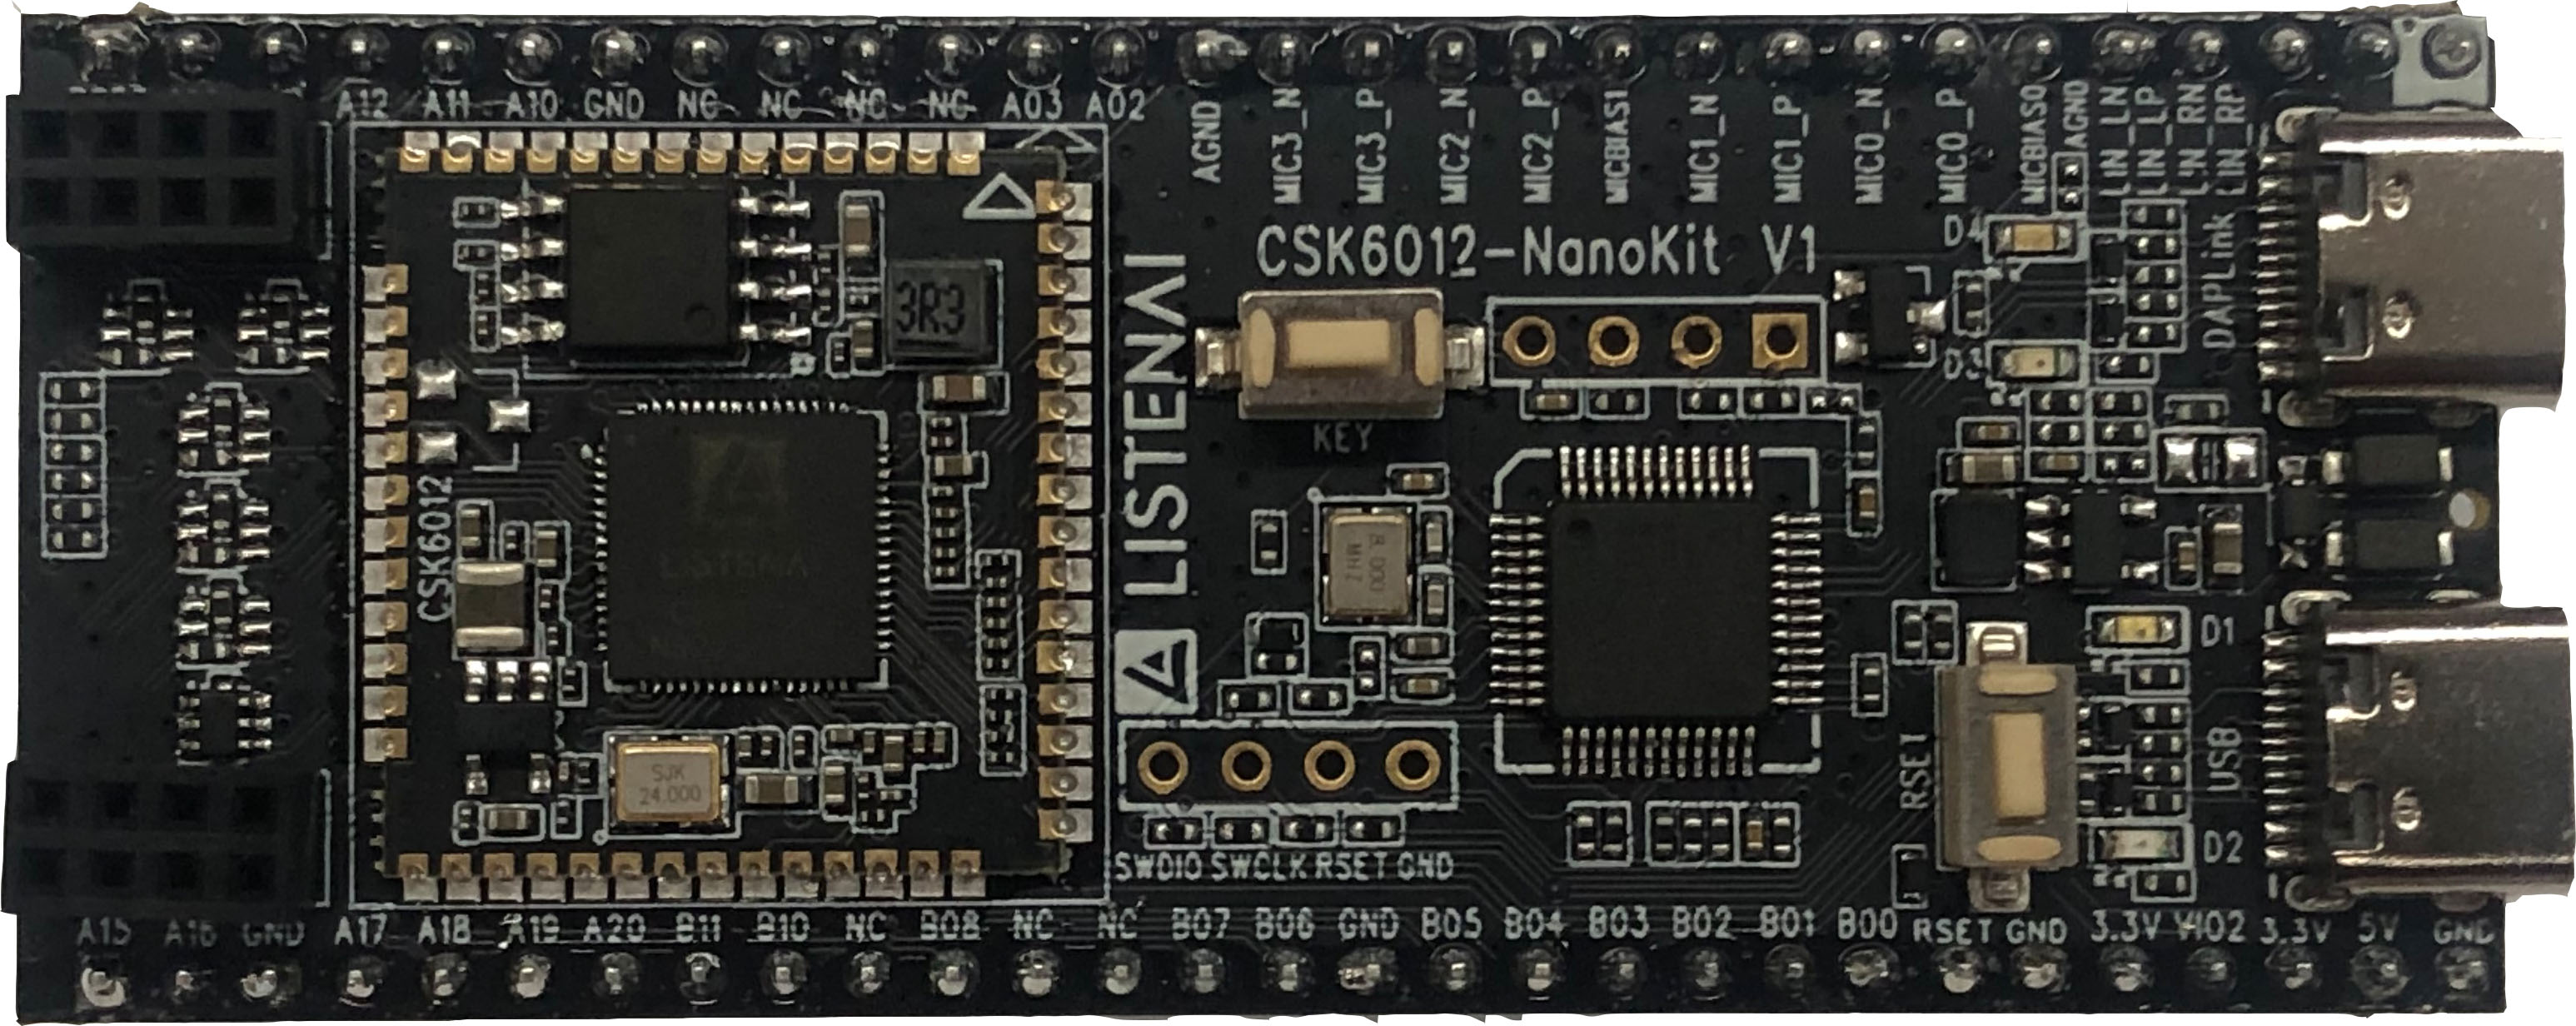 A12 A11 A10 GND NC NC NC NC A03 A02
AGND MIC3_N MIC3_P MIC2_N MIC2_P MICBIAS1 MIC1_N MIC1_P MIC0_N MIC0_P MICBIAS0 AGND LIN_LN LIN_LP LIN_RN LIN_RP
CSK6012-NanoKit V1
D4
DAPLink
3R3
D3
KEY
LISTENAI
CSK6012
LISTENAI
8.000
MHZ
D1
SJK
24.000
RSET
USB
D2
SWDIO SWCLK RSET GND
A15 A16 GND A17 A18 A19 A20 B11 B10 NC B08 NC NC B07 B06 GND B05 B04 B03 B02 B01 B00 RSET GND 3.3V VIO2 3.3V 5V GND